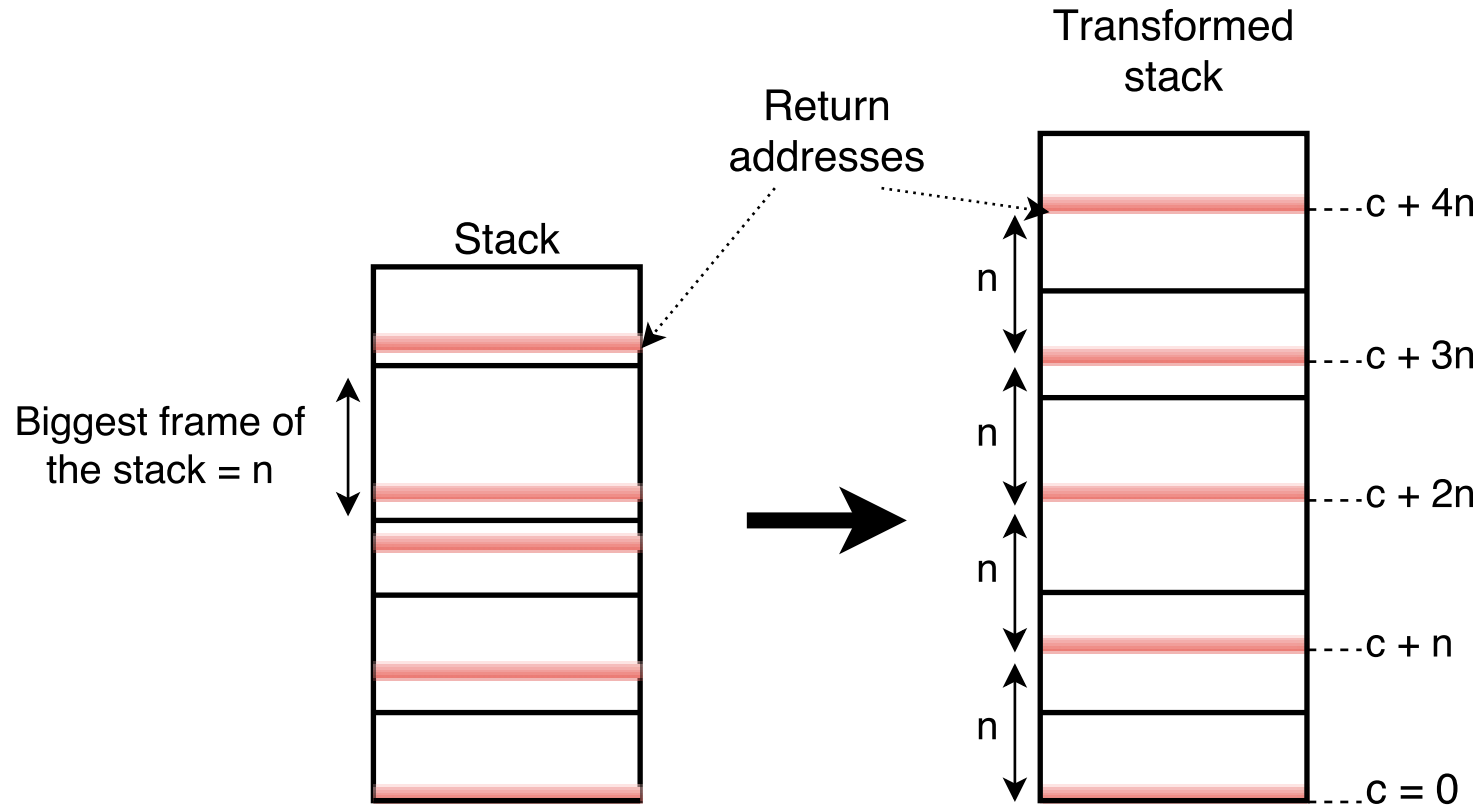 Transformed
stack
Return
addresses
Stack
Biggest frame of
the stack = n
n
n
n
n
c + 4n
c + 3n
c + 2n
c + n
c = 0